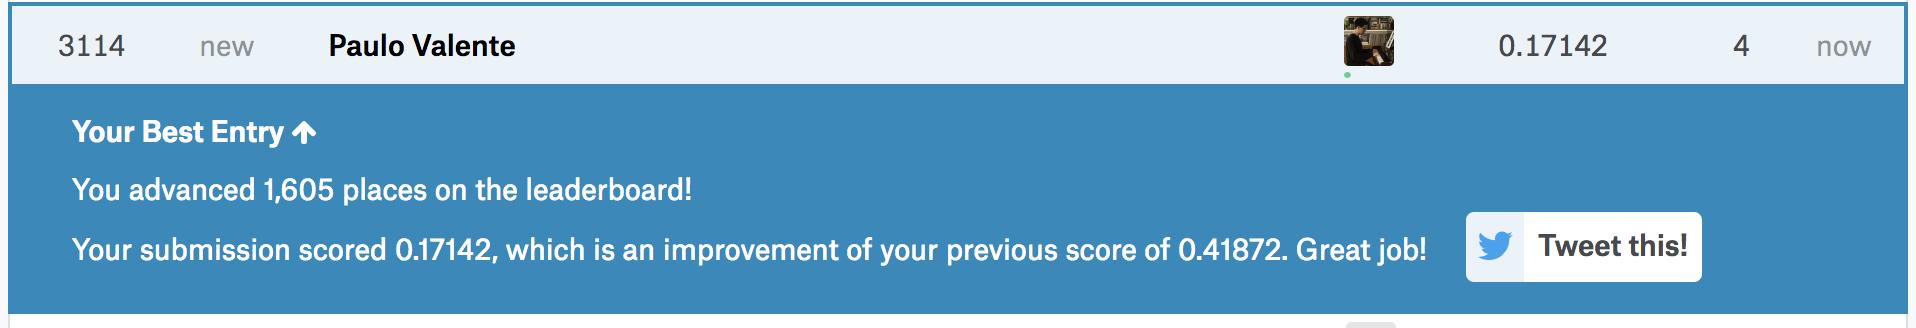 3114 new Paulo Valente 0.17142 4 now
Your Best Entry
You advanced 1,605 places on the leaderboard!
Your submission scored 0.17142, which is an improvement of your previous score of 0.41872. Great job!
Tweet this!